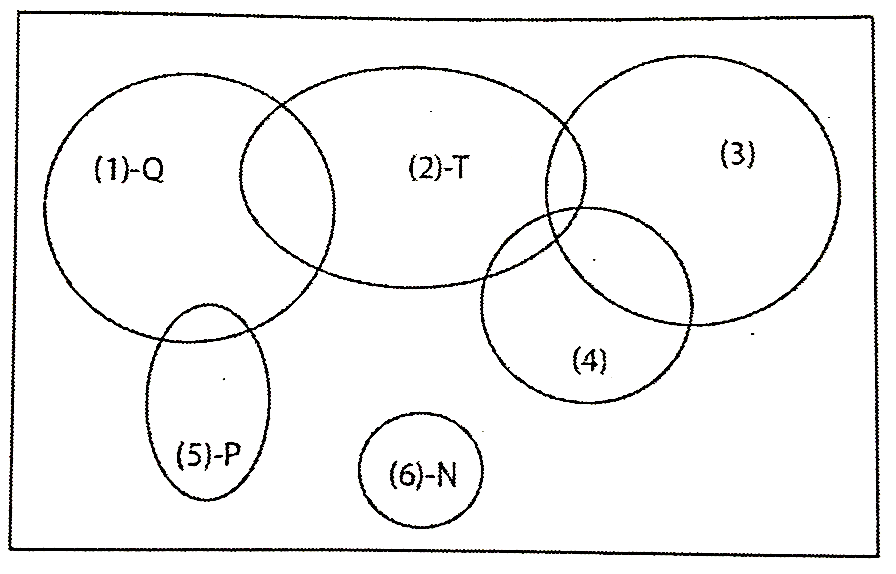 (1)-Q
(2)-T
(3)
(4)
(5)-P
(6)-N